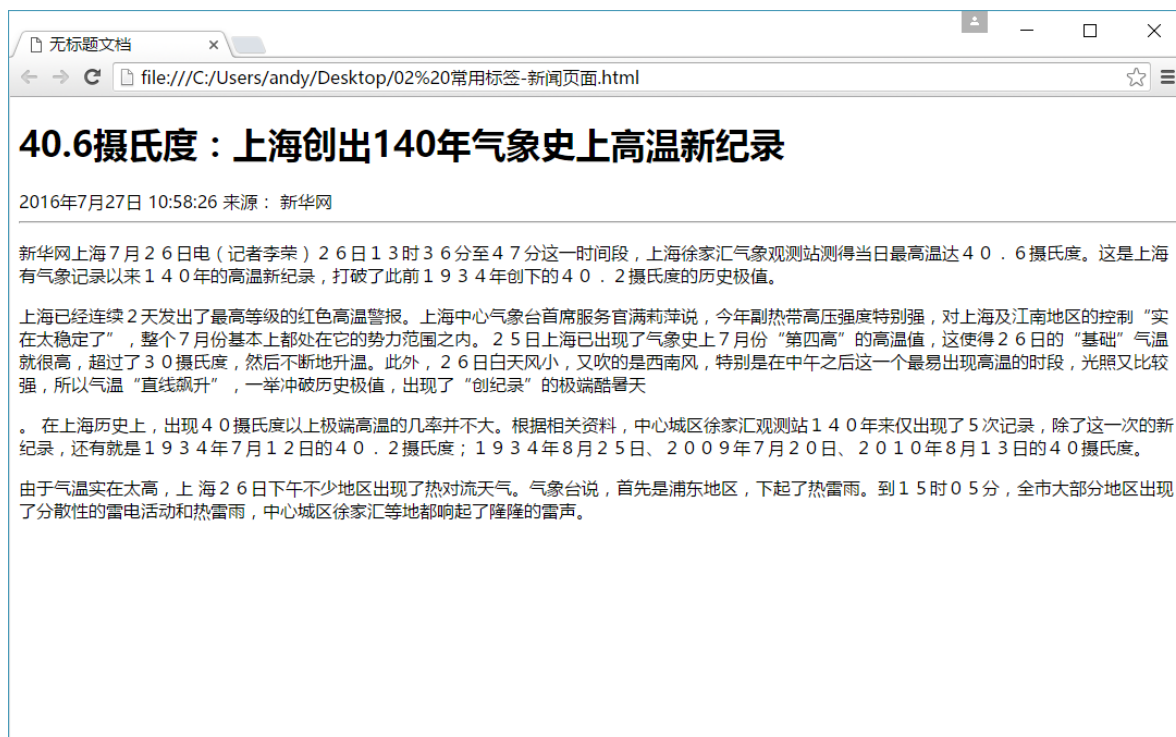 无标题文档
file:///C:/Users/andy/Desktop/02%20常用标签-新闻页面.html
40.6摄氏度：上海创出140年气象史上高温新纪录
2016年7月27日 10:58:26 来源： 新华网
新华网上海７月２６日电（记者李荣）２６日１３时３６分至４７分这一时间段，上海徐家汇气象观测站测得当日最高温达４０．６摄氏度。这是上海
有气象记录以来１４０年的高温新纪录，打破了此前１９３４年创下的４０．２摄氏度的历史极值。
上海已经连续２天发出了最高等级的红色高温警报。上海中心气象台首席服务官满莉萍说，今年副热带高压强度特别强，对上海及江南地区的控制“实
在太稳定了”，整个７月份基本上都处在它的势力范围之内。２５日上海已出现了气象史上７月份“第四高”的高温值，这使得２６日的“基础”气温
就很高，超过了３０摄氏度，然后不断地升温。此外，２６日白天风小，又吹的是西南风，特别是在中午之后这一个最易出现高温的时段，光照又比较
强，所以气温“直线飙升”，一举冲破历史极值，出现了“创纪录”的极端酷暑天
。 在上海历史上，出现４０摄氏度以上极端高温的几率并不大。根据相关资料，中心城区徐家汇观测站１４０年来仅出现了５次记录，除了这一次的新
纪录，还有就是１９３４年７月１２日的４０．２摄氏度；１９３４年８月２５日、２００９年７月２０日、２０１０年８月１３日的４０摄氏度。
由于气温实在太高，上 海２６日下午不少地区出现了热对流天气。气象台说，首先是浦东地区，下起了热雷雨。到１５时０５分，全市大部分地区出现
了分散性的雷电活动和热雷雨，中心城区徐家汇等地都响起了隆隆的雷声。